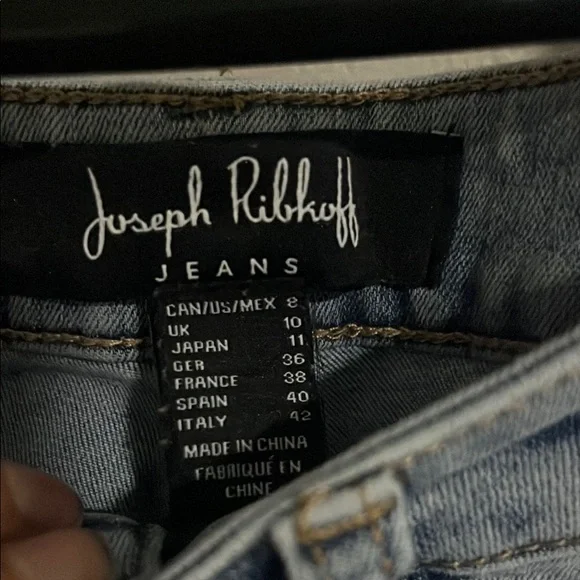 Joseph Ribkoff
JEANS
CAN/US/MEX 8
UK 10
JAPAN 11
GER 36
FRANCE 38
SPAIN 40
ITALY 42
MADE IN CHINA
FABRIQUÉ EN
CHINE